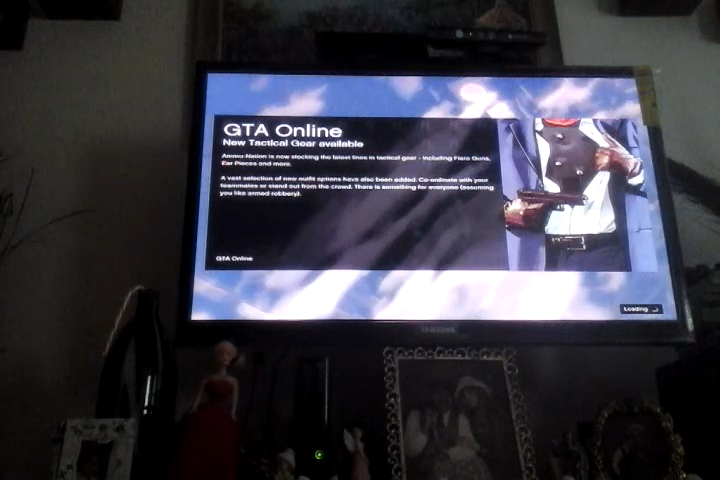 GTA Online
New Tactical Gear available
Ammu-Nation is now stocking the latest lines in tactical gear - including Flare Guns,
Ear Pieces and more.
A vast selection of new outfit options have also been added. Co-ordinate with your
teammates or stand out from the crowd. There is something for everyone (assuming
you like armed robbery).
GTA Online
Loading
SAMSUNG